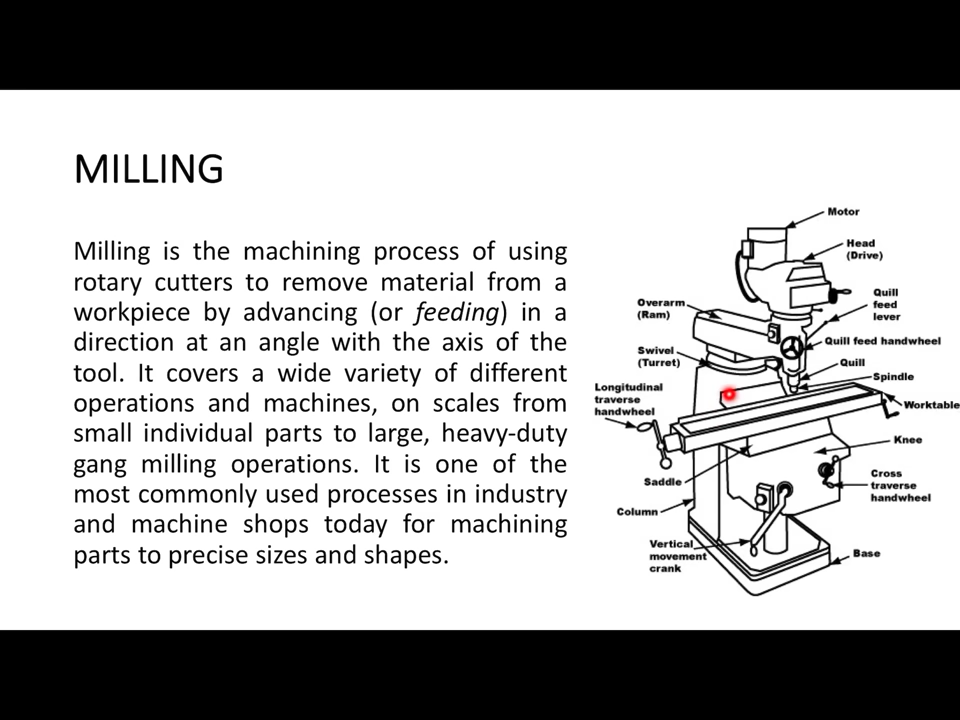 MILLING
Milling is the machining process of using
rotary cutters to remove material from a
workpiece by advancing (or feeding) in a
direction at an angle with the axis of the
tool. It covers a wide variety of different
operations and machines, on scales from
small individual parts to large, heavy-duty
gang milling operations. It is one of the
most commonly used processes in industry
and machine shops today for machining
parts to precise sizes and shapes.
Motor
Head
(Drive)
Quill
feed
lever
Overarm
(Ram)
Quill feed handwheel
Swivel
(Turret)
Quill
Spindle
Longitudinal
traverse
handwheel
Worktable
Knee
Saddle
Cross
traverse
handwheel
Column
Vertical
movement
crank
Base